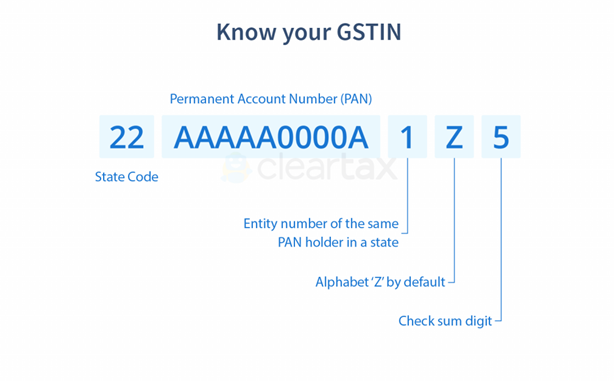 Know your GSTIN
Permanent Account Number (PAN)
22 AAAAA0000A 1 Z 5
cleartax
State Code
Entity number of the same
PAN holder in a state
Alphabet ‘Z’ by default
Check sum digit